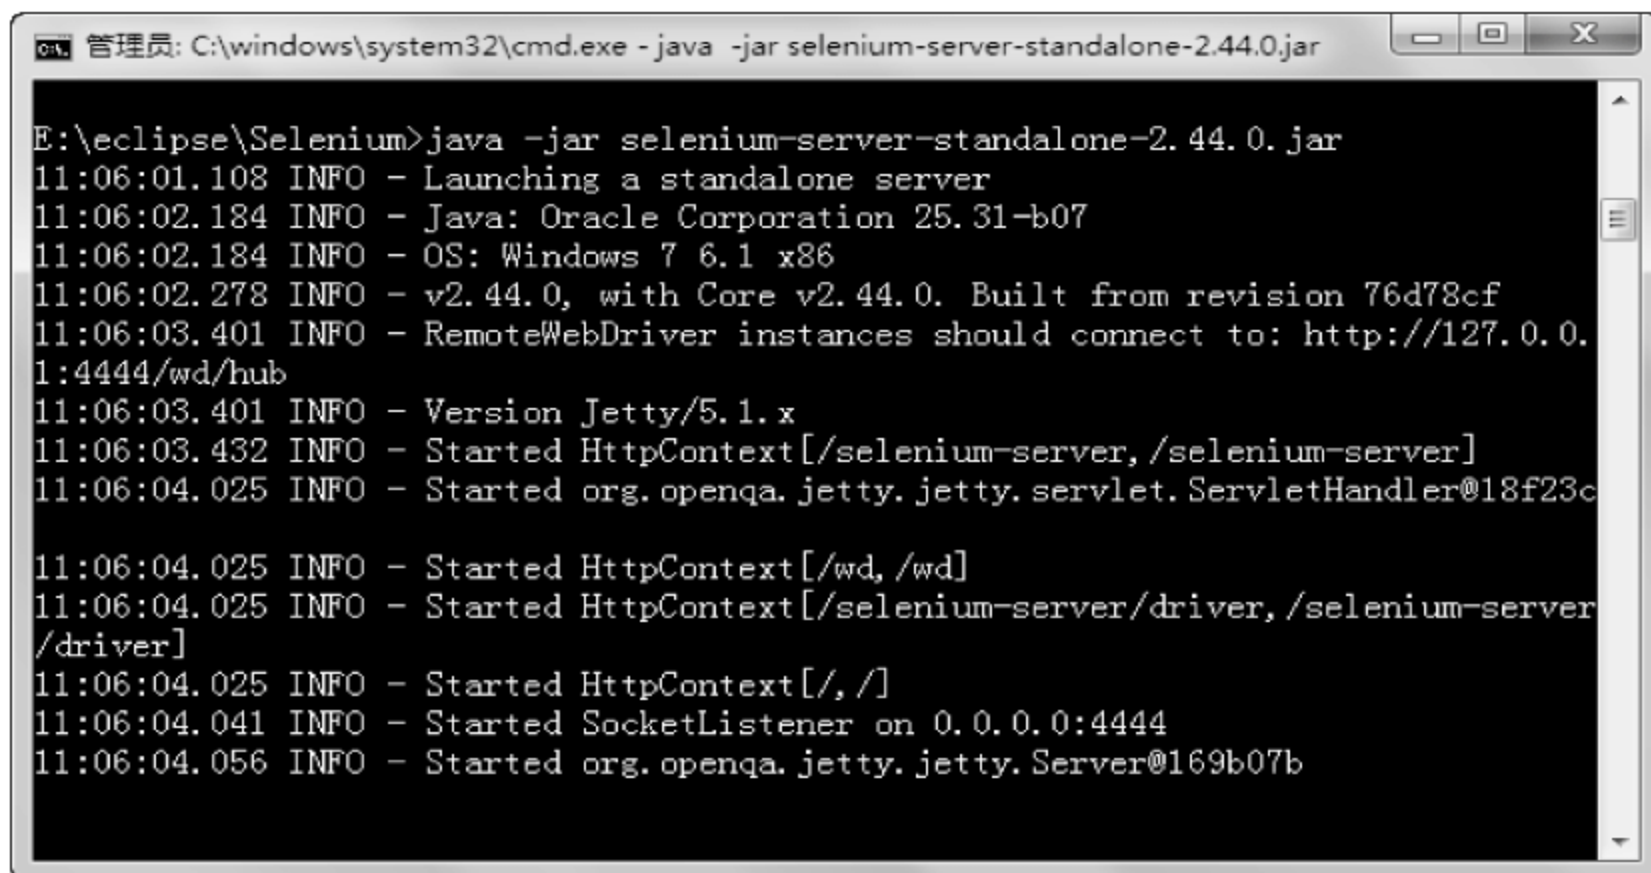 管理员: C:\windows\system32\cmd.exe - java  -jar selenium-server-standalone-2.44.0.jar
E:\eclipse\Selenium>java -jar selenium-server-standalone-2.44.0.jar
11:06:01.108 INFO - Launching a standalone server
11:06:02.184 INFO - Java: Oracle Corporation 25.31-b07
11:06:02.184 INFO - OS: Windows 7 6.1 x86
11:06:02.278 INFO - v2.44.0, with Core v2.44.0. Built from revision 76d78cf
11:06:03.401 INFO - RemoteWebDriver instances should connect to: http://127.0.0.
1:4444/wd/hub
11:06:03.401 INFO - Version Jetty/5.1.x
11:06:03.432 INFO - Started HttpContext[/selenium-server,/selenium-server]
11:06:04.025 INFO - Started org.openqa.jetty.jetty.servlet.ServletHandler@18f23c
11:06:04.025 INFO - Started HttpContext[/wd,/wd]
11:06:04.025 INFO - Started HttpContext[/selenium-server/driver,/selenium-server
/driver]
11:06:04.025 INFO - Started HttpContext[/,/]
11:06:04.041 INFO - Started SocketListener on 0.0.0.0:4444
11:06:04.056 INFO - Started org.openqa.jetty.jetty.Server@169b07b